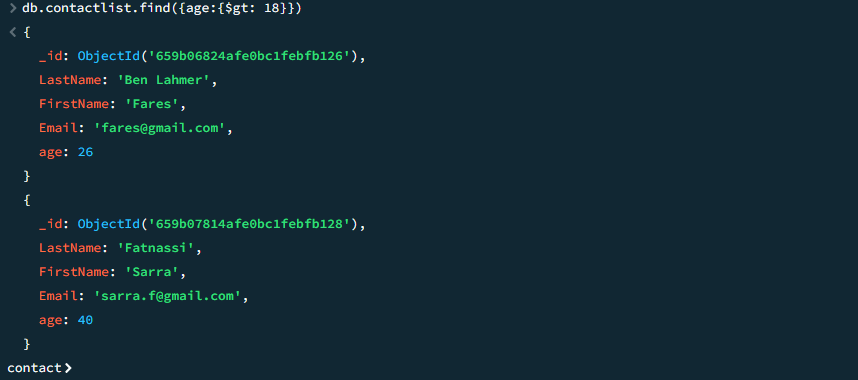 > db.contactlist.find({age:{$gt: 18}})
< {
_id: ObjectId('659b06824afe0bc1febfb126'),
LastName: 'Ben Lahmer',
FirstName: 'Fares',
Email: 'fares@gmail.com',
age: 26
}
{
_id: ObjectId('659b07814afe0bc1febfb128'),
LastName: 'Fatnassi',
FirstName: 'Sarra',
Email: 'sarra.f@gmail.com',
age: 40
}
contact>